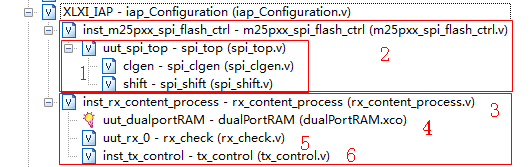 XLXI_IAP - iap_Configuration (iap_Configuration.v)
inst_m25pxx_spi_flash_ctrl - m25pxx_spi_flash_ctrl (m25pxx_spi_flash_ctrl.v)
uut_spi_top - spi_top (spi_top.v)
1 clgen - spi_clgen (spi_clgen.v) 2
shift - spi_shift (spi_shift.v)
inst_rx_content_process - rx_content_process (rx_content_process.v) 3
uut_dualportRAM - dualPortRAM (dualPortRAM.xco) 4
uut_rx_0 - rx_check (rx_check.v) 5
inst_tx_control - tx_control (tx_control.v) 6